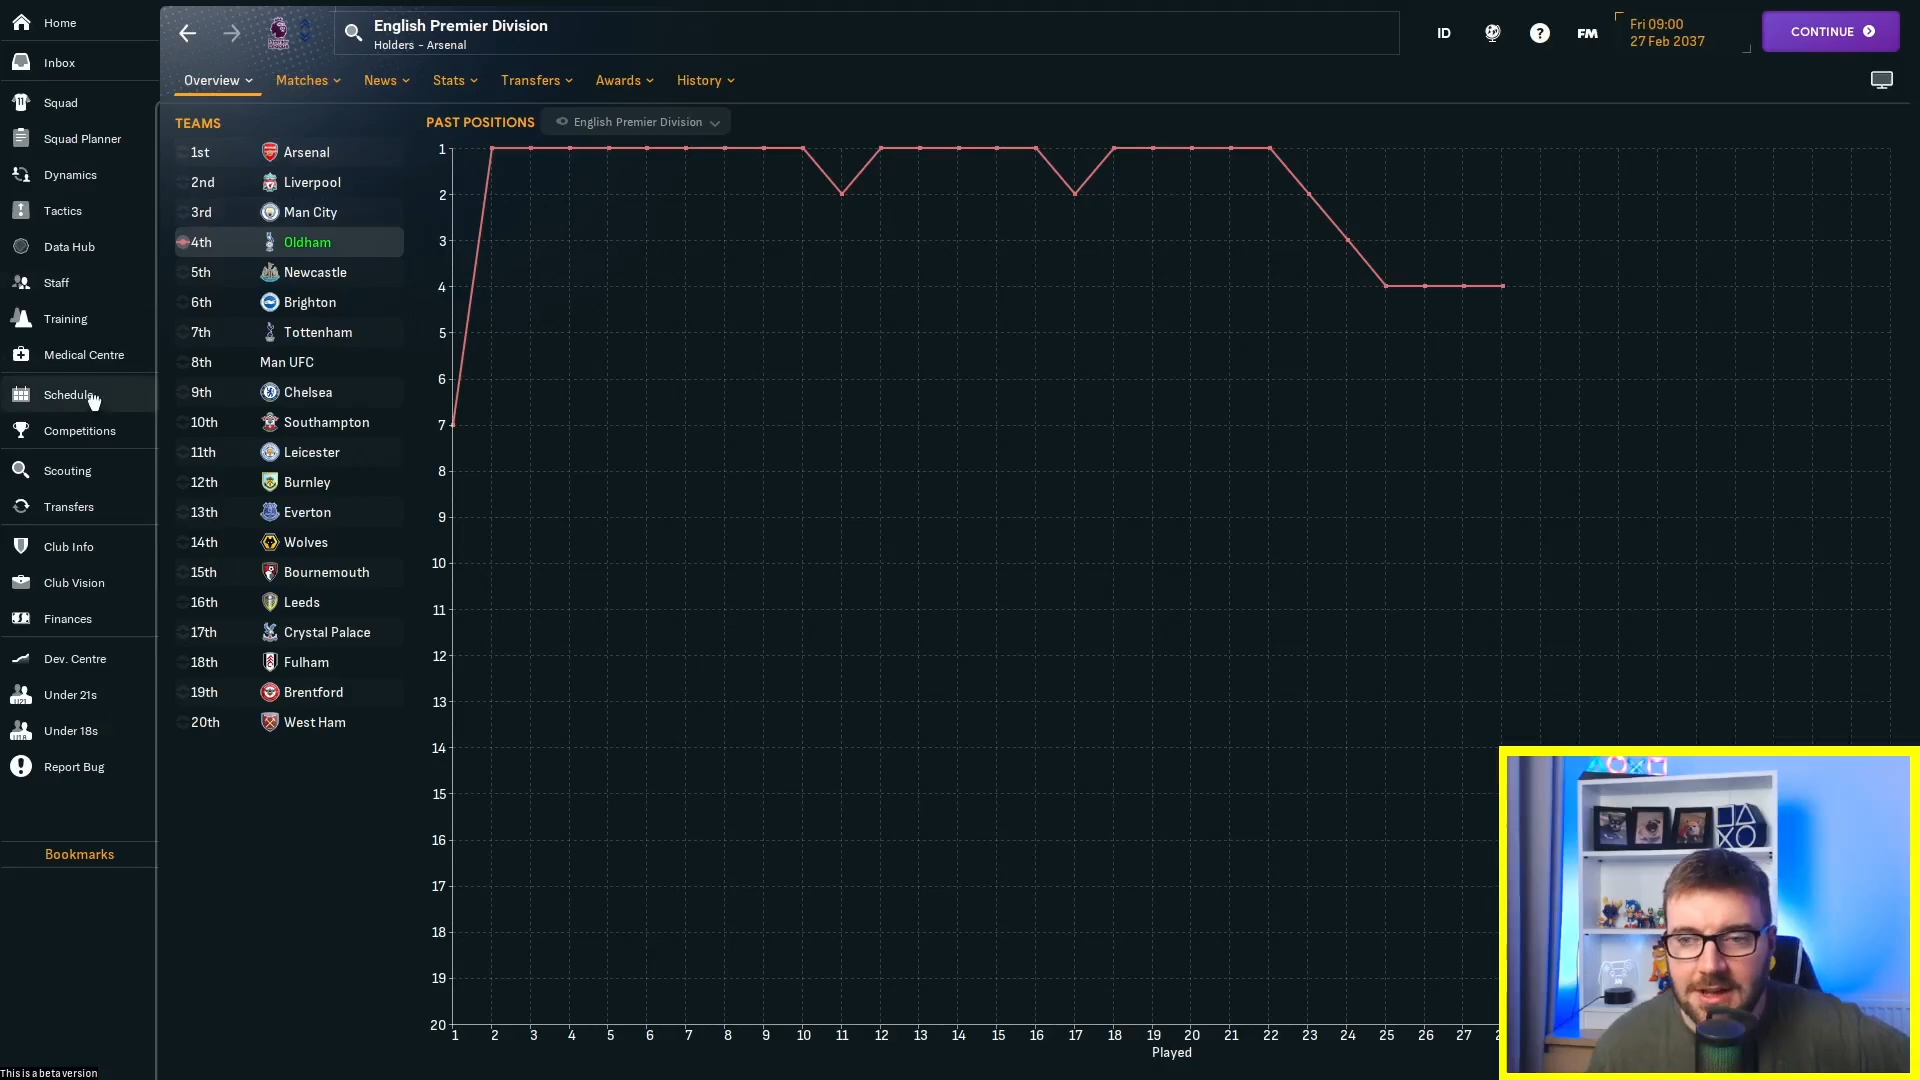 Home
Inbox
Squad
Squad Planner
Dynamics
Tactics
Data Hub
Staff
Training
Medical Centre
Schedule
Competitions
Scouting
Transfers
Club Info
Club Vision
Finances
Dev. Centre
Under 21s
Under 18s
Report Bug
Bookmarks
This is a beta version
English Premier Division
Holders - Arsenal
ID
?
FM
Fri 09:00
27 Feb 2037
CONTINUE
Overview
Matches
News
Stats
Transfers
Awards
History
TEAMS
1st Arsenal
2nd Liverpool
3rd Man City
4th Oldham
5th Newcastle
6th Brighton
7th Tottenham
8th Man UFC
9th Chelsea
10th Southampton
11th Leicester
12th Burnley
13th Everton
14th Wolves
15th Bournemouth
16th Leeds
17th Crystal Palace
18th Fulham
19th Brentford
20th West Ham
PAST POSITIONS English Premier Division
1
2
3
4
5
6
7
8
9
10
11
12
13
14
15
16
17
18
19
20
1 2 3 4 5 6 7 8 9 10 11 12 13 14 15 16 17 18 19 20 21 22 23 24 25 26 27
Played